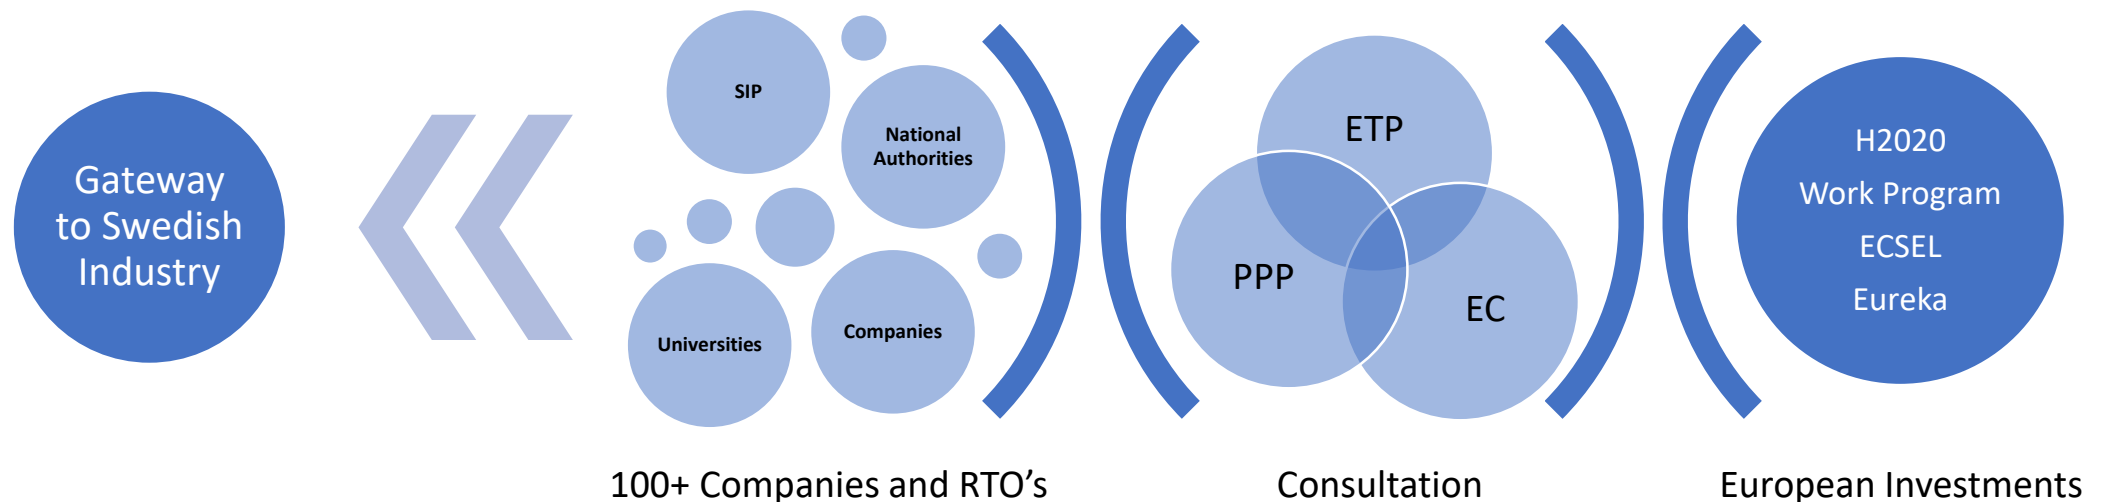 Gateway
to Swedish
Industry
SIP
National
Authorities
Universities
Companies
100+ Companies and RTO's
ETP
PPP
EC
Consultation
H2020
Work Program
ECSEL
Eureka
European Investments